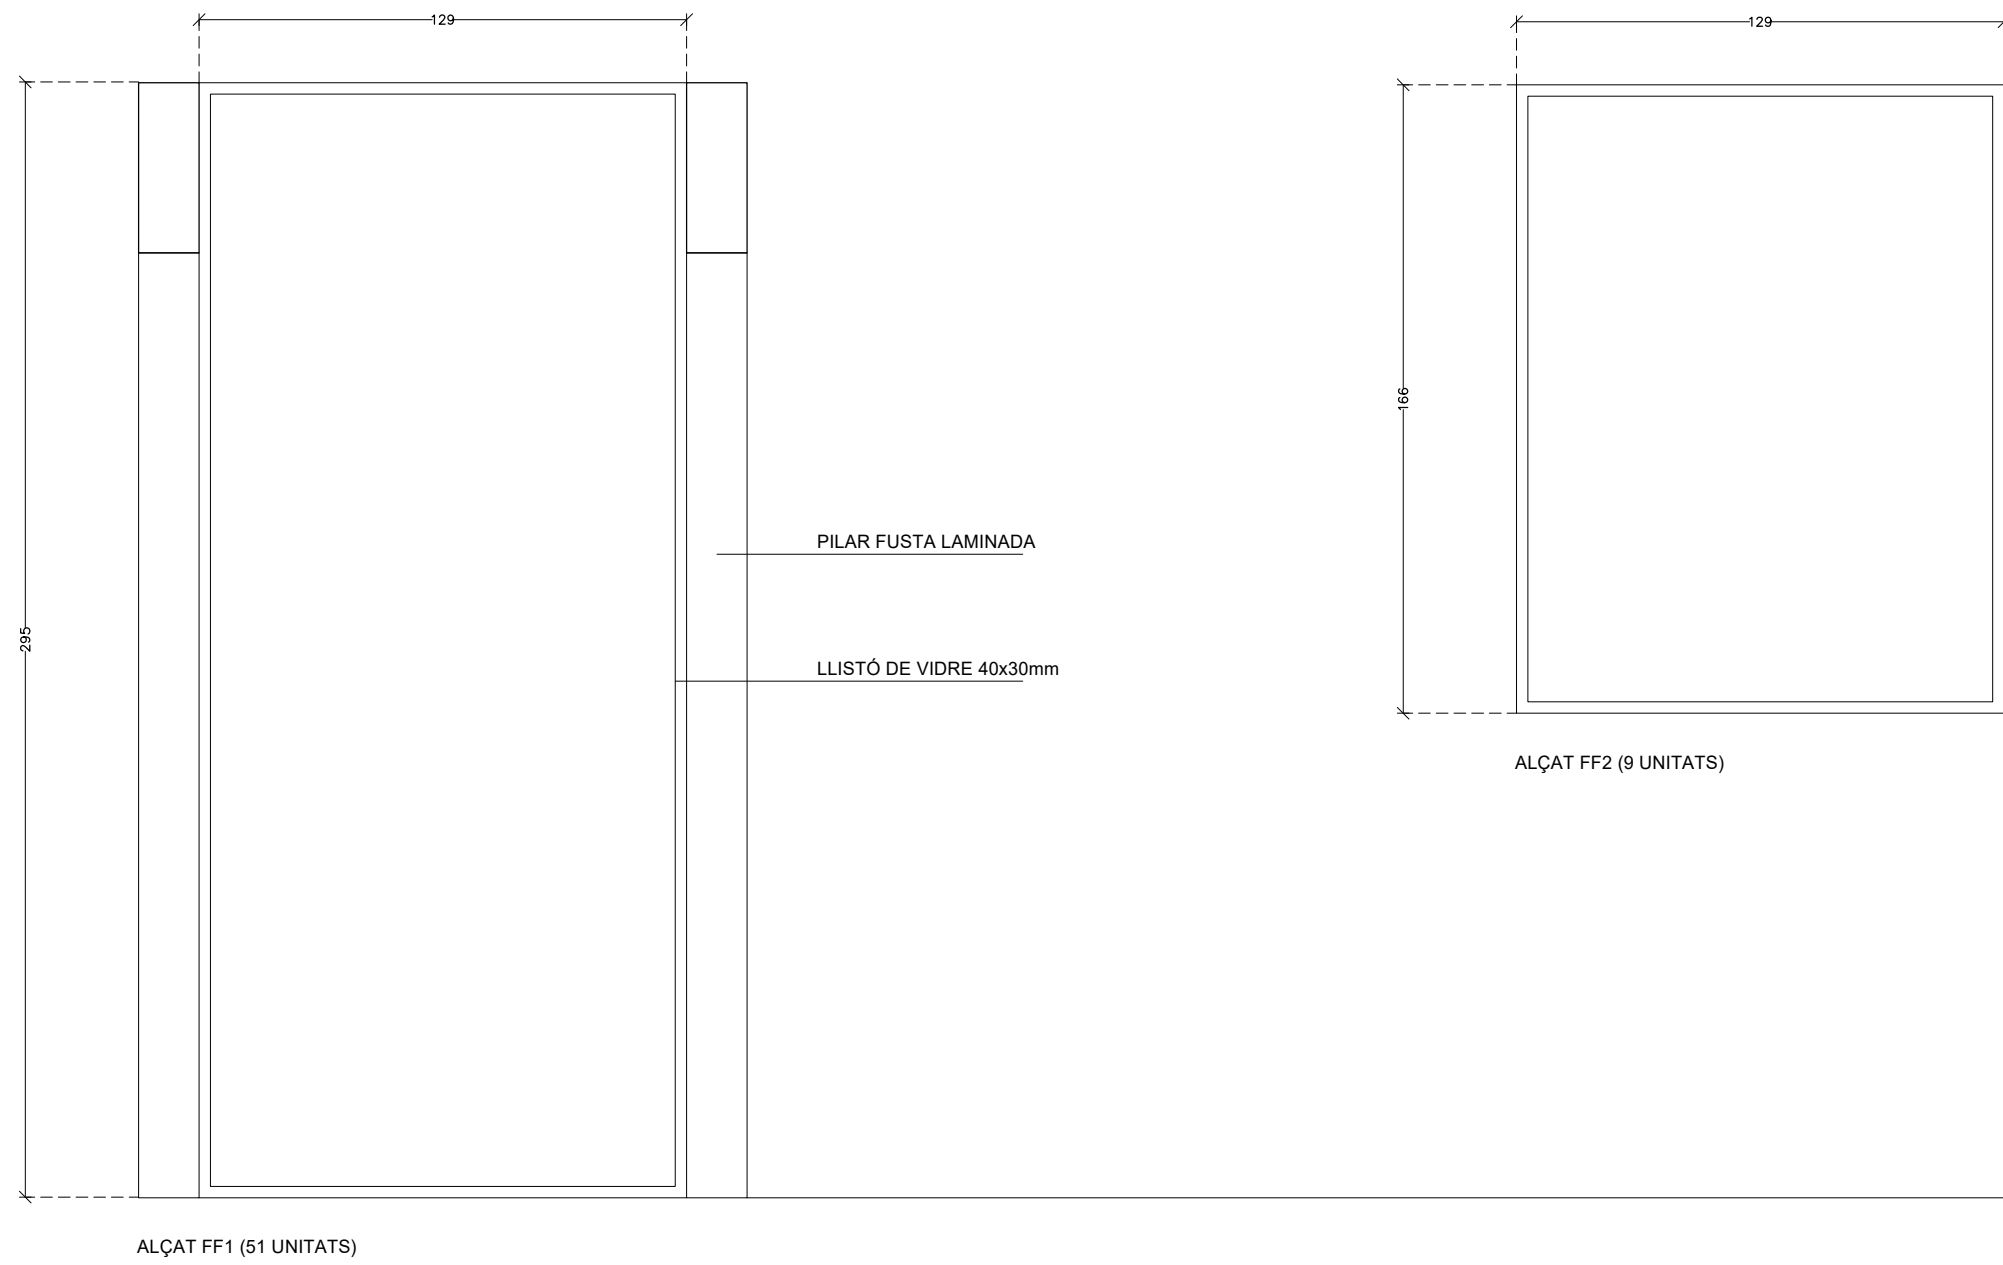 129
129
295
166
PILAR FUSTA LAMINADA
LLISTÓ DE VIDRE 40x30mm
ALÇAT FF2 (9 UNITATS)
ALÇAT FF1 (51 UNITATS)